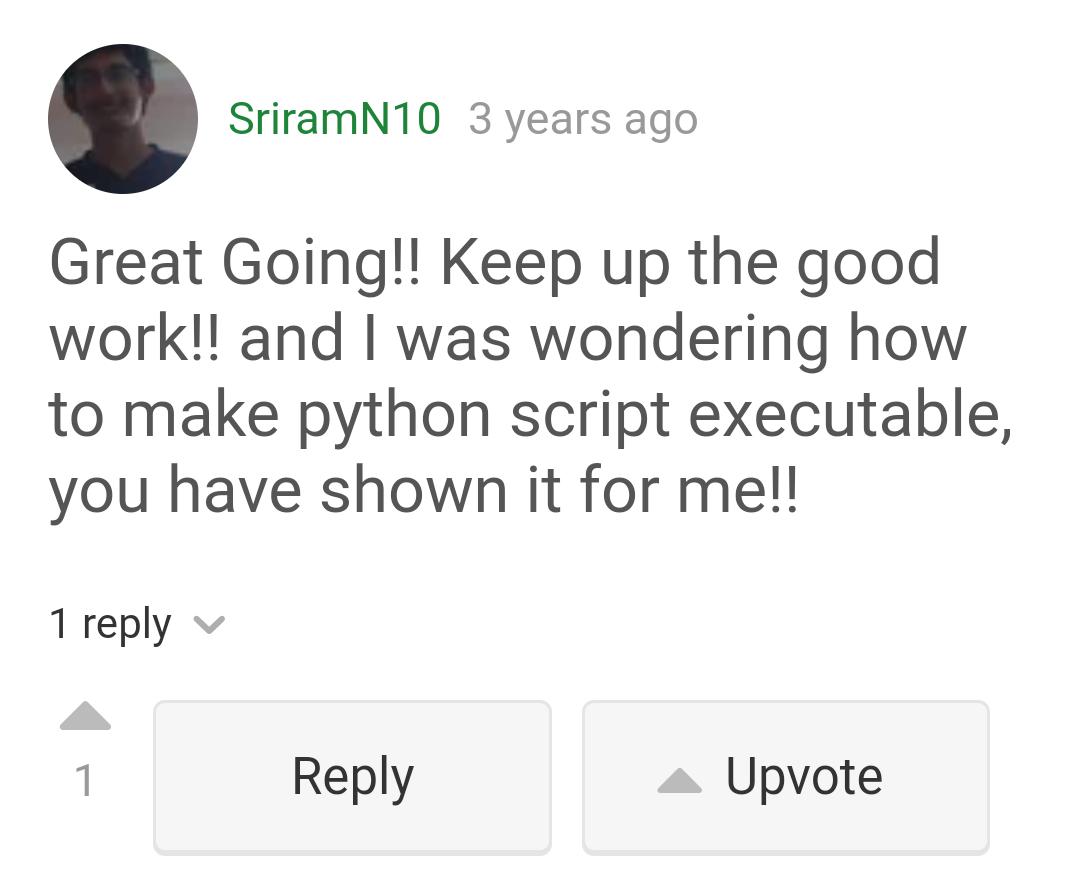 SriramN10 3 years ago
Great Going!! Keep up the good
work!! and I was wondering how
to make python script executable,
you have shown it for me!!
1 reply
1
Reply
Upvote